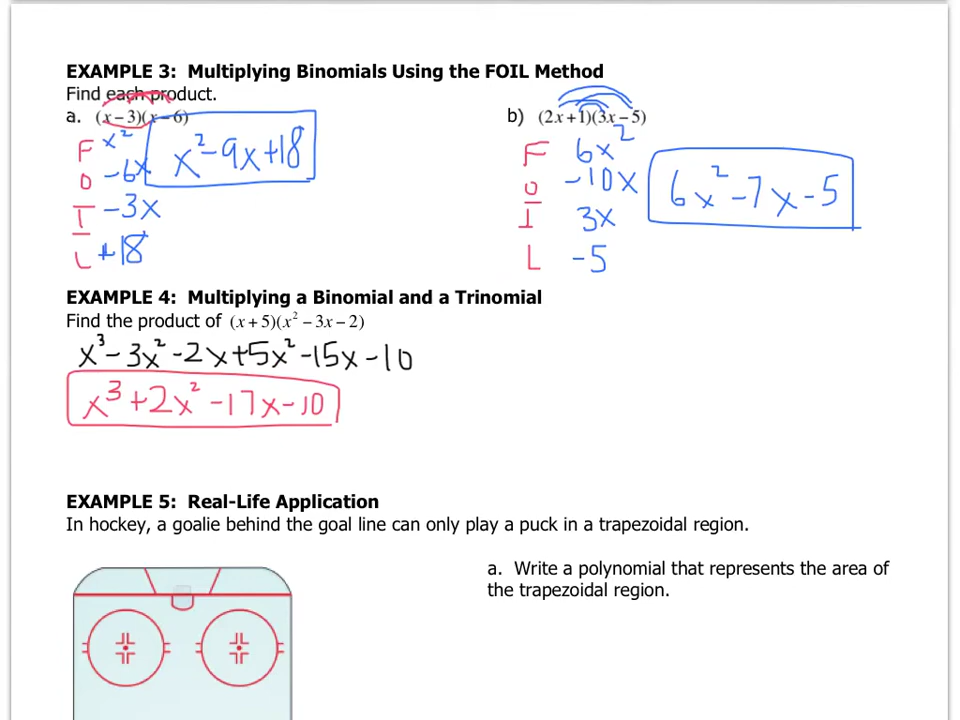 EXAMPLE 3: Multiplying Binomials Using the FOIL Method
Find each product.
a. (x − 3)(x − 6)
F x²
O −6x
I −3x
L +18
x² − 9x + 18
b) (2x + 1)(3x − 5)
F 6x²
O −10x
I 3x
L −5
6x² − 7x − 5
EXAMPLE 4: Multiplying a Binomial and a Trinomial
Find the product of (x + 5)(x² − 3x − 2)
x³ − 3x² − 2x + 5x² − 15x − 10
x³ + 2x² − 17x − 10
EXAMPLE 5: Real-Life Application
In hockey, a goalie behind the goal line can only play a puck in a trapezoidal region.
a. Write a polynomial that represents the area of
the trapezoidal region.